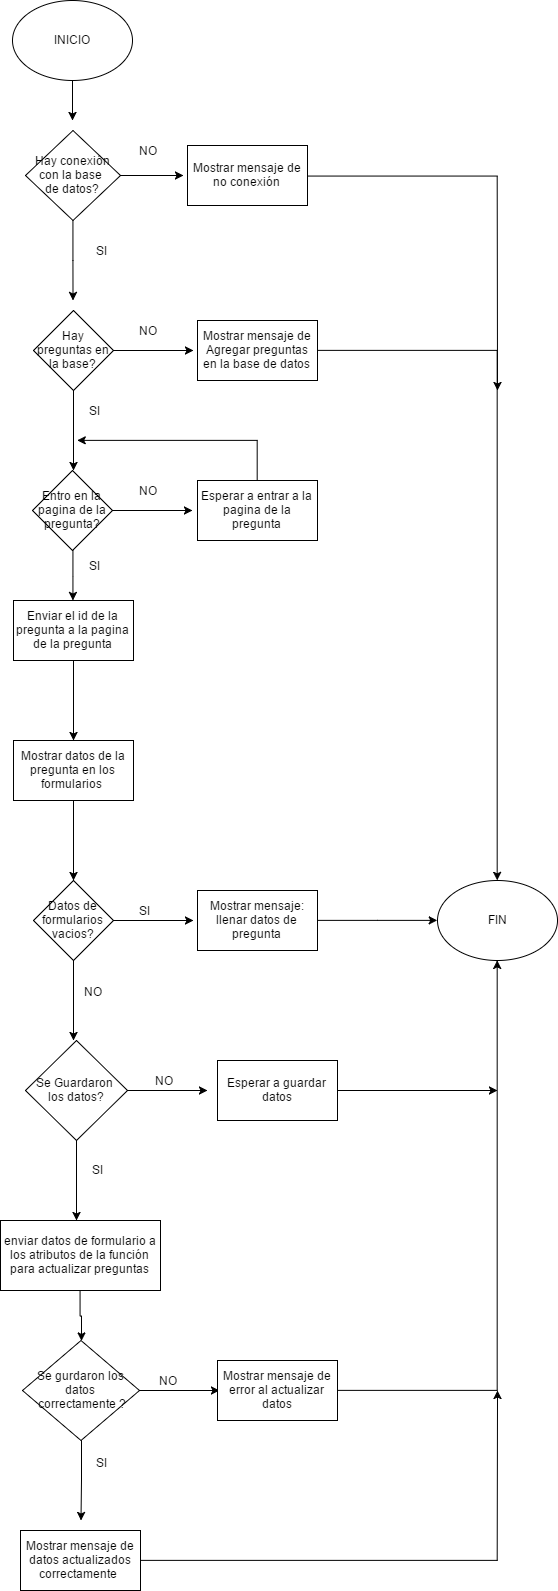 INICIO
Hay conexión
con la base
de datos?
NO
Mostrar mensaje de
no conexión
SI
Hay
preguntas en
la base?
NO
Mostrar mensaje de
Agregar preguntas
en la base de datos
SI
Entro en la
pagina de la
pregunta?
NO
Esperar a entrar a la
pagina de la
pregunta
SI
Enviar el id de la
pregunta a la pagina
de la pregunta
Mostrar datos de la
pregunta en los
formularios
Datos de
formularios
vacios?
SI
Mostrar mensaje:
llenar datos de
pregunta
FIN
NO
Se Guardaron
los datos?
NO
Esperar a guardar
datos
SI
enviar datos de formulario a
los atributos de la función
para actualizar preguntas
Se gurdaron los
datos
correctamente ?
NO
Mostrar mensaje de
error al actualizar
datos
SI
Mostrar mensaje de
datos actualizados
correctamente